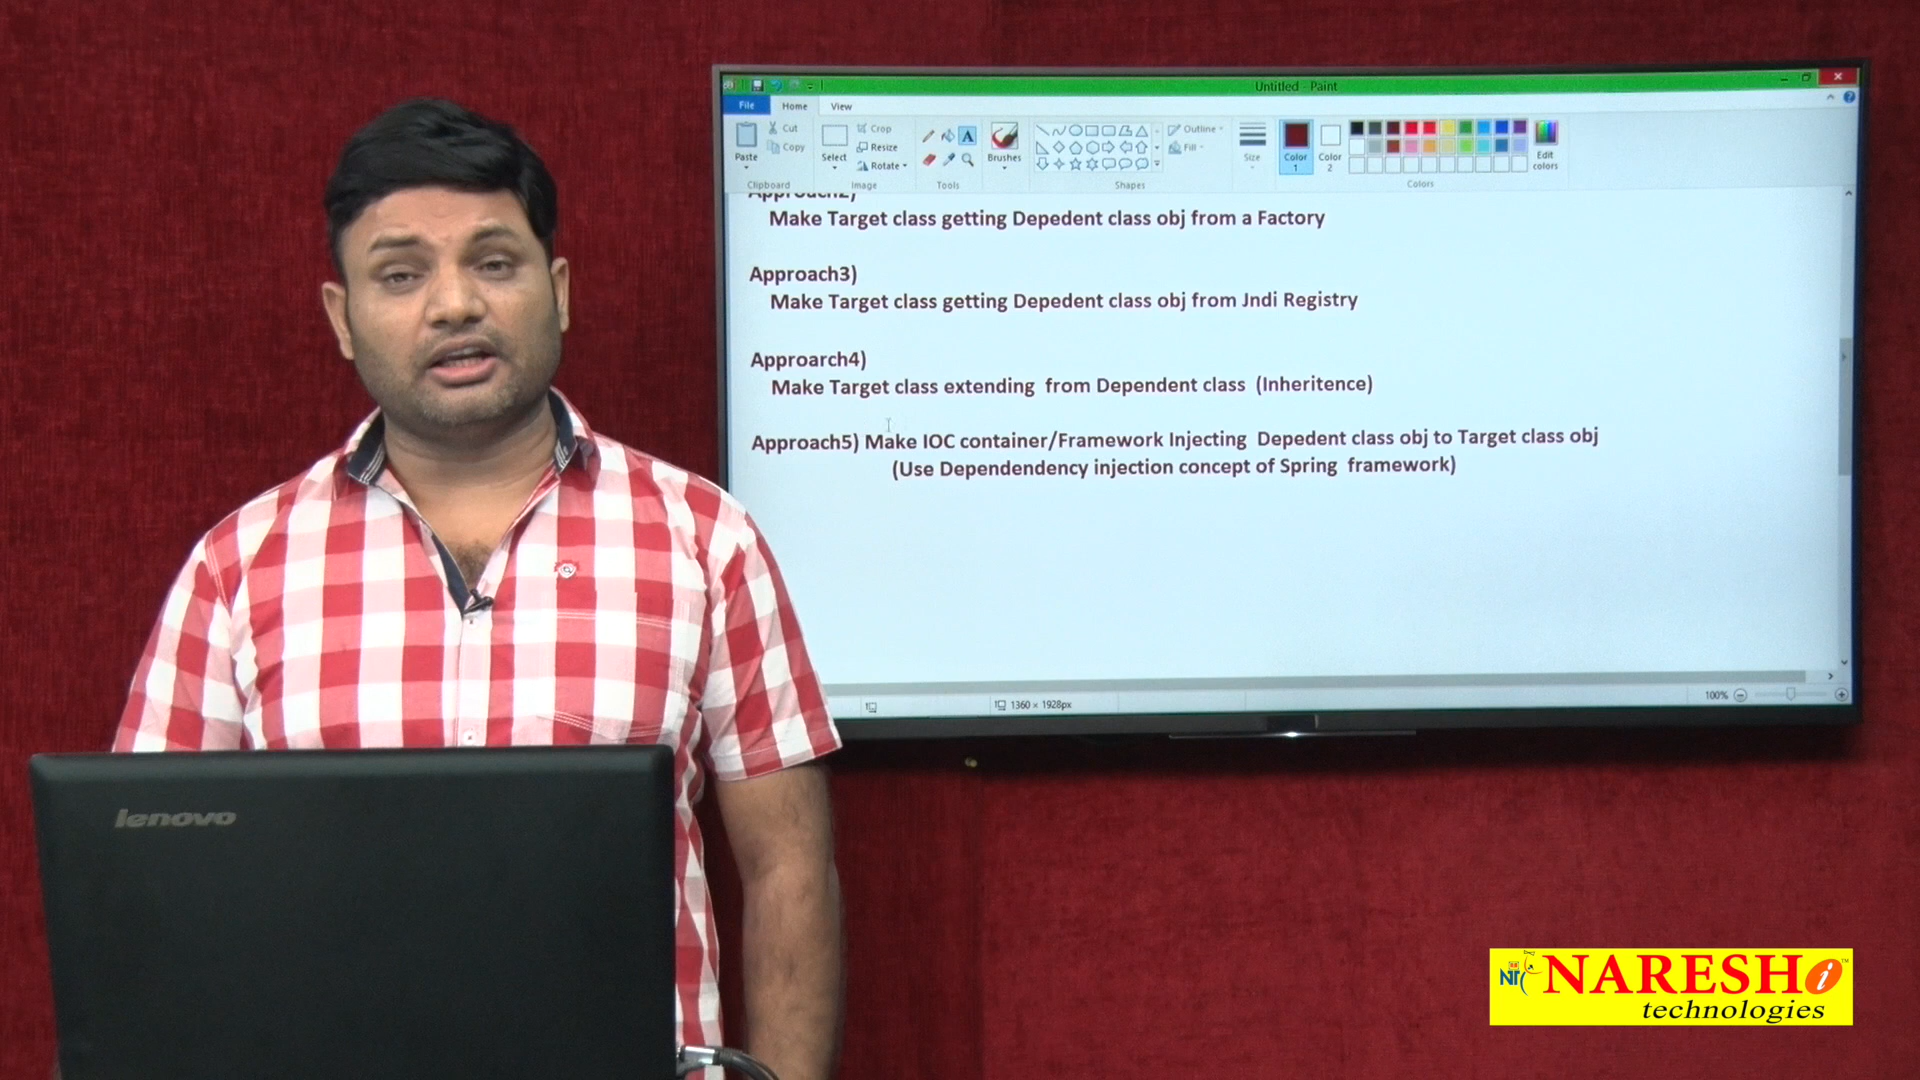 Untitled - Paint
File Home View
Paste Cut Copy Clipboard
Select Crop Resize Rotate Image
Tools
Brushes
Shapes
Outline
Fill
Size
Color 1
Color 2
Edit colors
Colors
Approach2)
Make Target class getting Depedent class obj from a Factory
Approach3)
Make Target class getting Depedent class obj from Jndi Registry
Approarch4)
Make Target class extending from Dependent class (Inheritence)
Approach5) Make IOC container/Framework Injecting Depedent class obj to Target class obj
(Use Dependendency injection concept of Spring framework)
1360 × 1928px
100%
lenovo
NARESH i ™
technologies